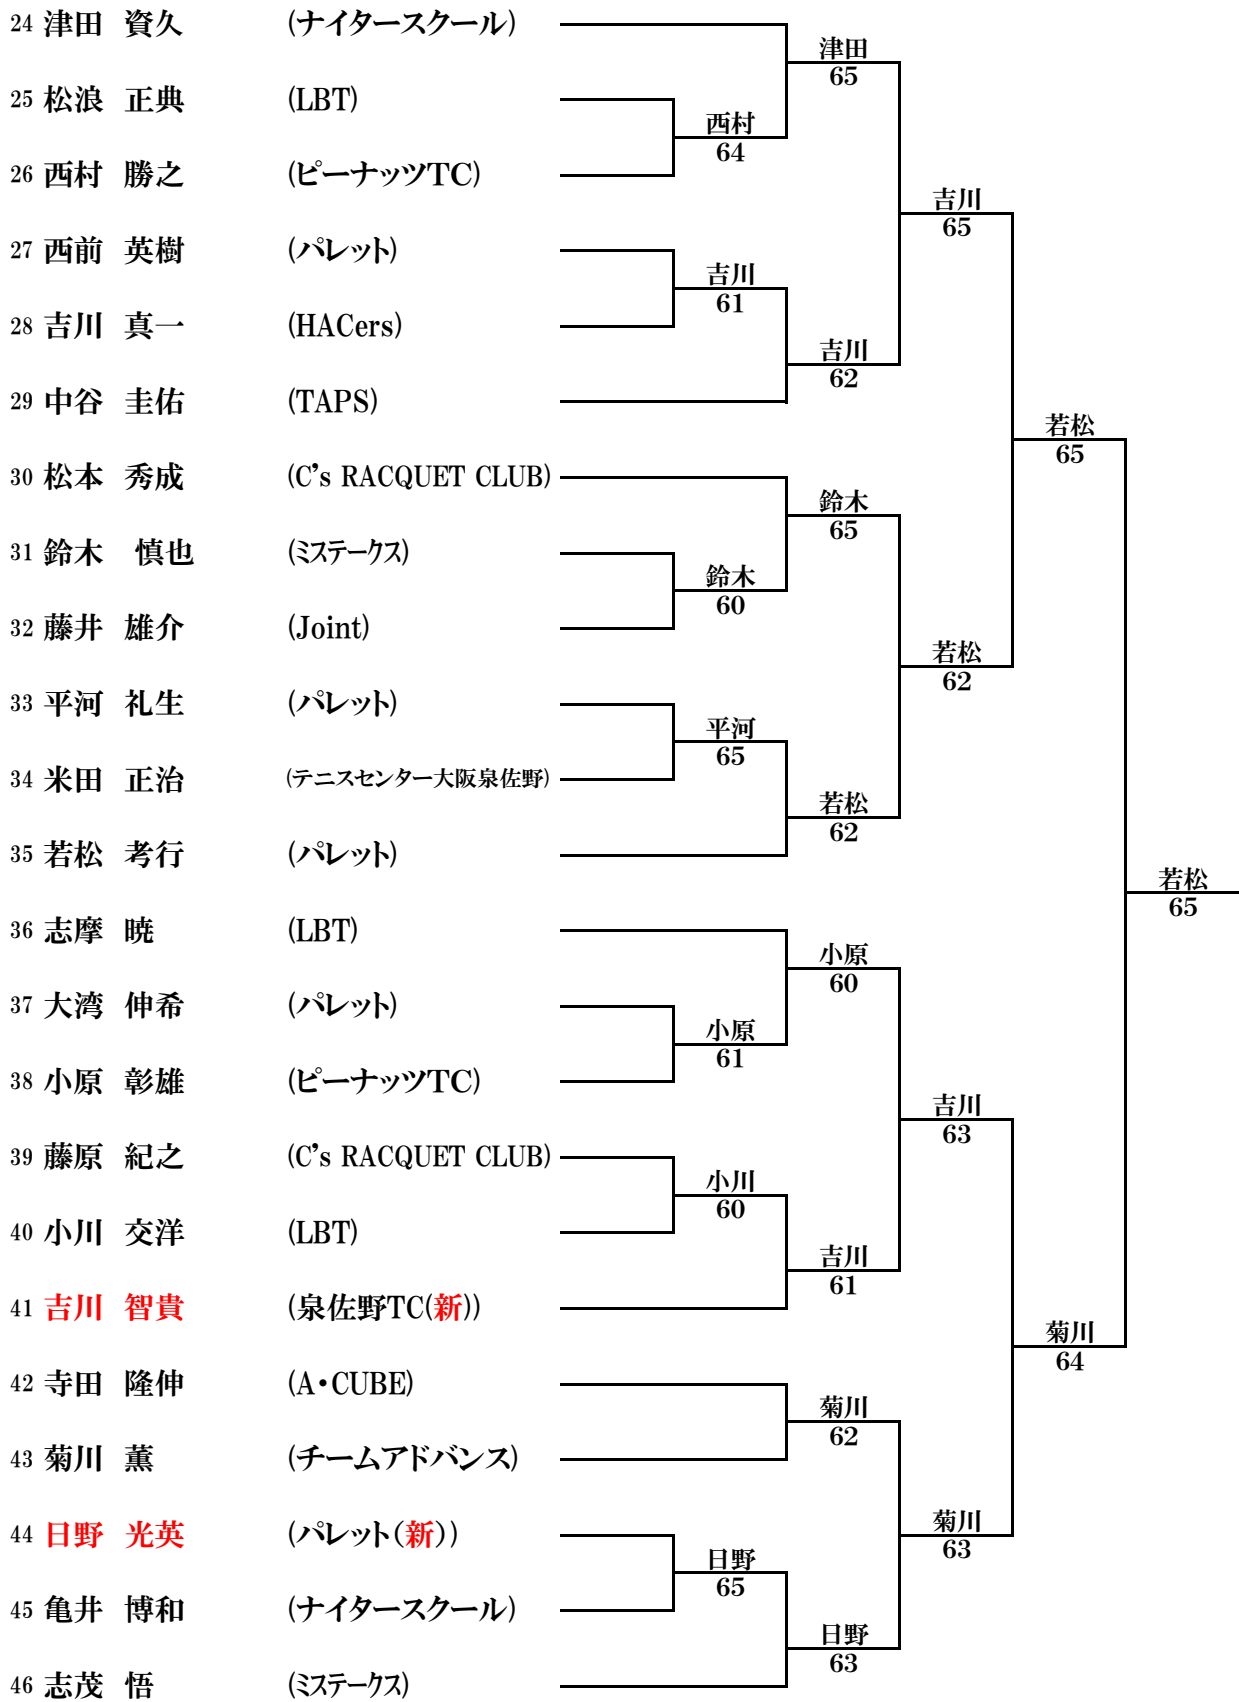 24 津田 資久 (ナイタースクール)
津田
65
25 松浪 正典 (LBT)
西村
64
26 西村 勝之 (ピーナッツTC)
吉川
65
27 西前 英樹 (パレット)
吉川
61
28 吉川 真一 (HACers)
吉川
62
29 中谷 圭佑 (TAPS)
若松
65
30 松本 秀成 (C's RACQUET CLUB)
鈴木
65
31 鈴木 慎也 (ミステークス)
鈴木
60
32 藤井 雄介 (Joint)
若松
62
33 平河 礼生 (パレット)
平河
65
34 米田 正治 (テニスセンター大阪泉佐野)
若松
62
35 若松 考行 (パレット)
若松
65
36 志摩 暁 (LBT)
小原
60
37 大湾 伸希 (パレット)
小原
61
38 小原 彰雄 (ピーナッツTC)
吉川
63
39 藤原 紀之 (C's RACQUET CLUB)
小川
60
40 小川 交洋 (LBT)
吉川
61
41 吉川 智貴 (泉佐野TC(新))
菊川
64
42 寺田 隆伸 (A・CUBE)
菊川
62
43 菊川 薫 (チームアドバンス)
菊川
63
44 日野 光英 (パレット(新))
日野
65
45 亀井 博和 (ナイタースクール)
日野
63
46 志茂 悟 (ミステークス)